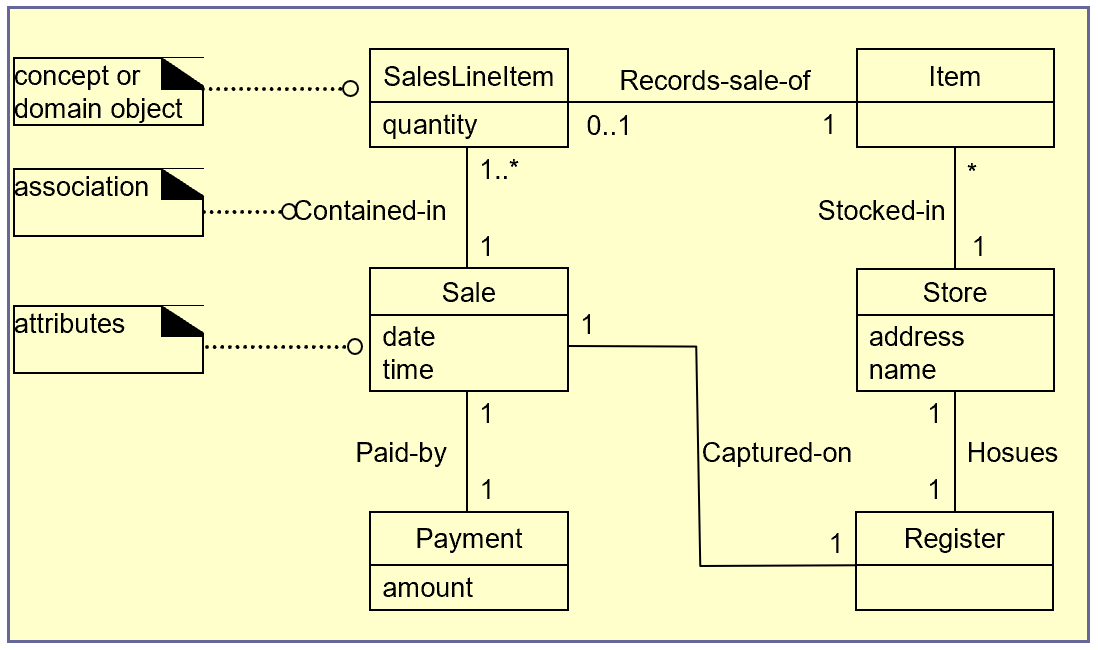 concept or
domain object
SalesLineItem
quantity
Records-sale-of
0..1
1
Item
association
1..*
Contained-in
1
*
Stocked-in
1
attributes
Sale
date
time
1
Store
address
name
1
Paid-by
1
Captured-on
1
Hosues
1
Payment
amount
1
Register